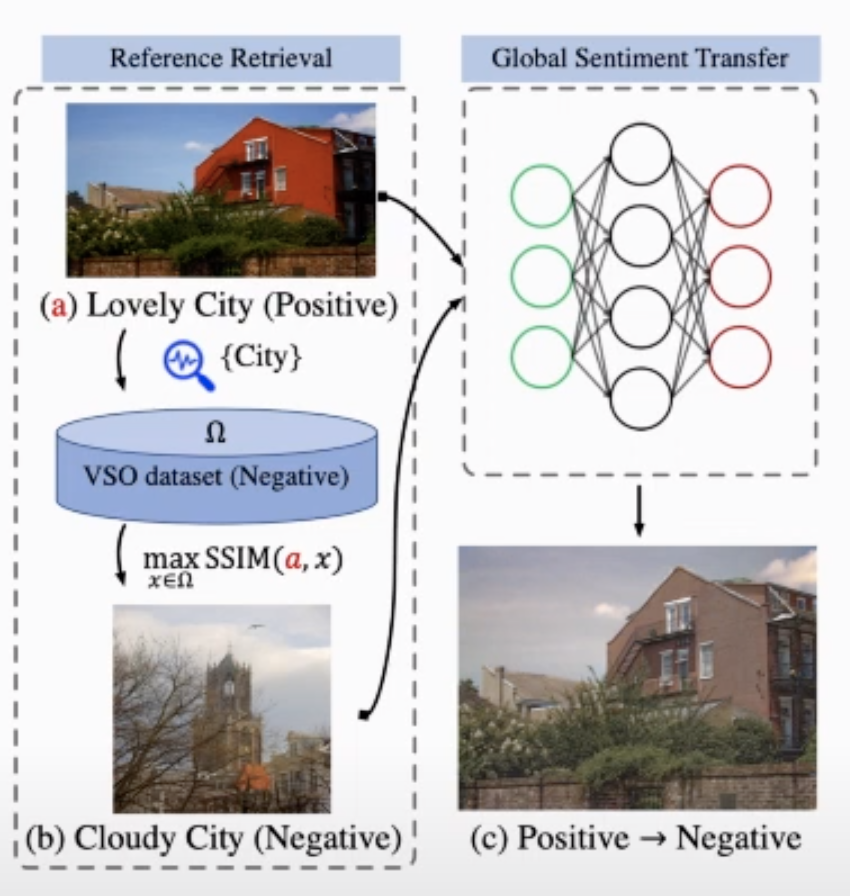 Reference Retrieval
(a) Lovely City (Positive)
{City}
Ω
VSO dataset (Negative)
max SSIM(a, x)
x∈Ω
(b) Cloudy City (Negative)
Global Sentiment Transfer
(c) Positive → Negative